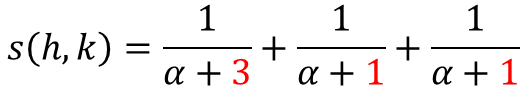 s(h, k) = 1/(α + 3) + 1/(α + 1) + 1/(α + 1)